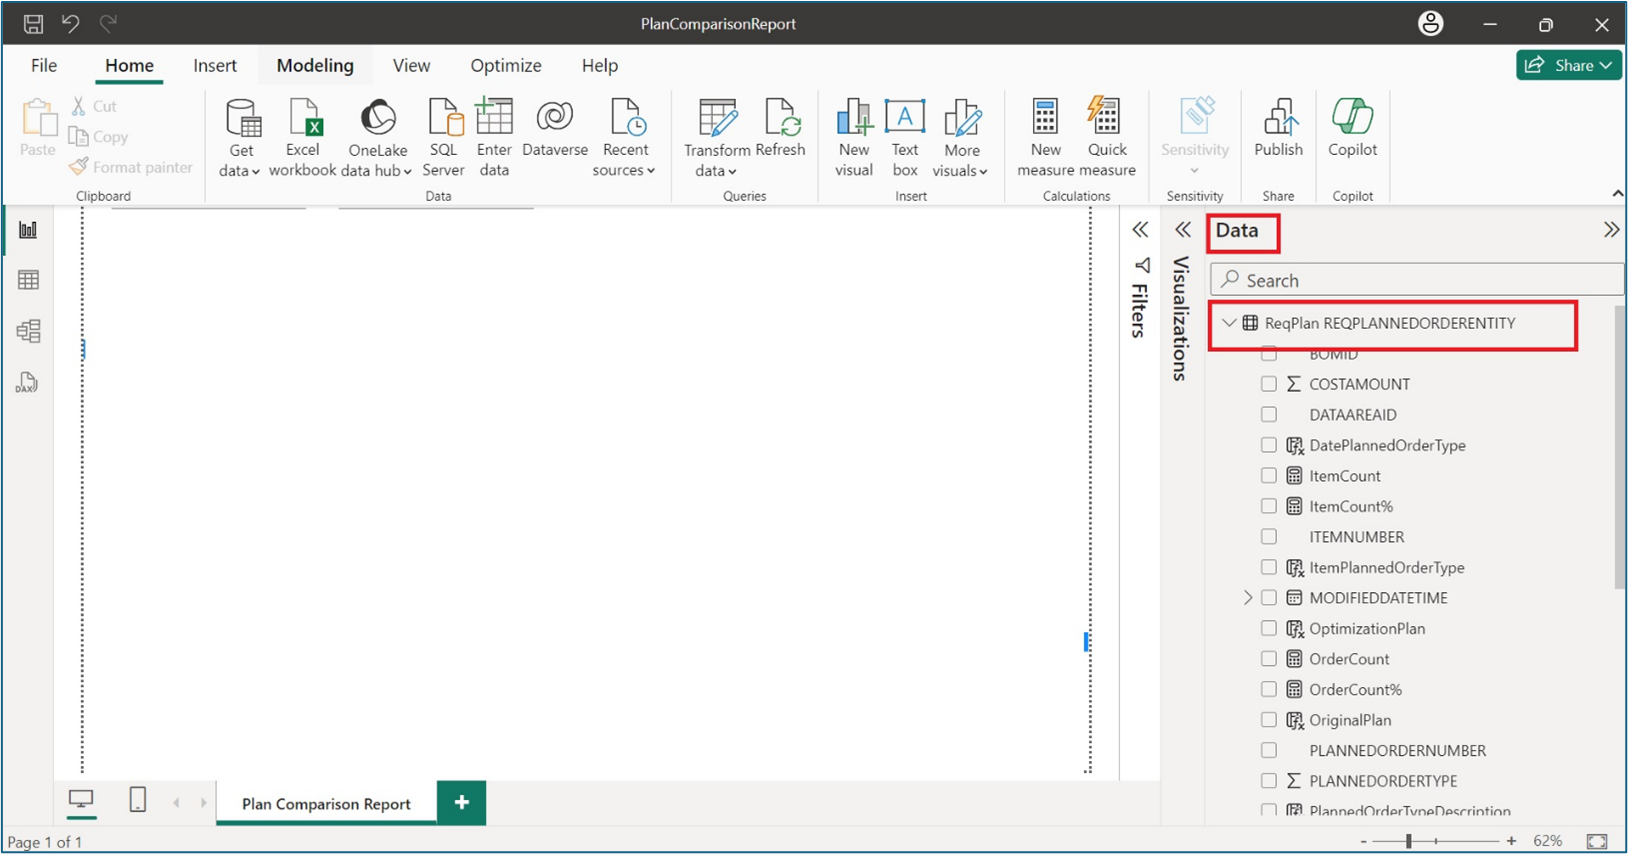 PlanComparisonReport
File Home Insert Modeling View Optimize Help
Share
Paste
Cut
Copy
Format painter
Clipboard
Get data
Excel workbook
OneLake data hub
SQL Server
Enter data
Dataverse
Recent sources
Data
Transform data
Refresh
Queries
New visual
Text box
More visuals
Insert
New measure
Quick measure
Calculations
Sensitivity
Sensitivity
Publish
Share
Copilot
Copilot
DAX
Filters
Visualizations
Data
Search
ReqPlan REQPLANNEDORDERENTITY
BOMID
COSTAMOUNT
DATAAREAID
DatePlannedOrderType
ItemCount
ItemCount%
ITEMNUMBER
ItemPlannedOrderType
MODIFIEDDATETIME
OptimizationPlan
OrderCount
OrderCount%
OriginalPlan
PLANNEDORDERNUMBER
PLANNEDORDERTYPE
PlannedOrderTypeDescription
Plan Comparison Report
+
Page 1 of 1
- + 62%